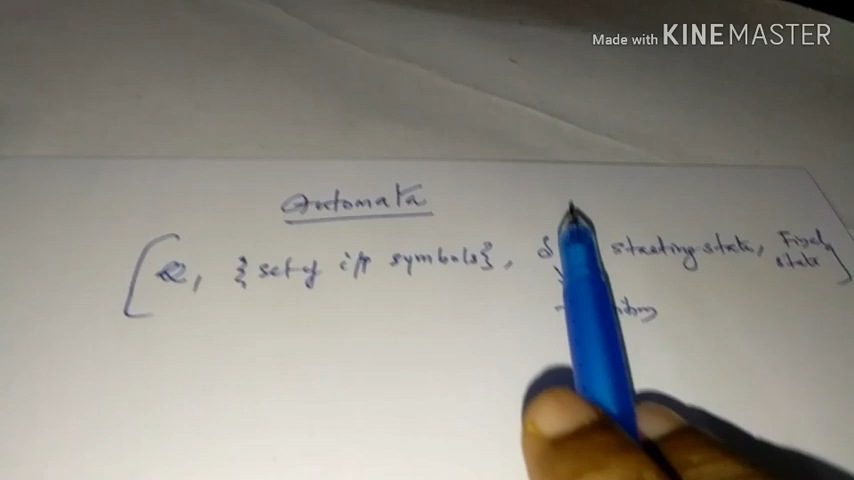 Made with KINEMASTER
Automata
[Q, {set of i/p symbols}, δ starting state, Final state]